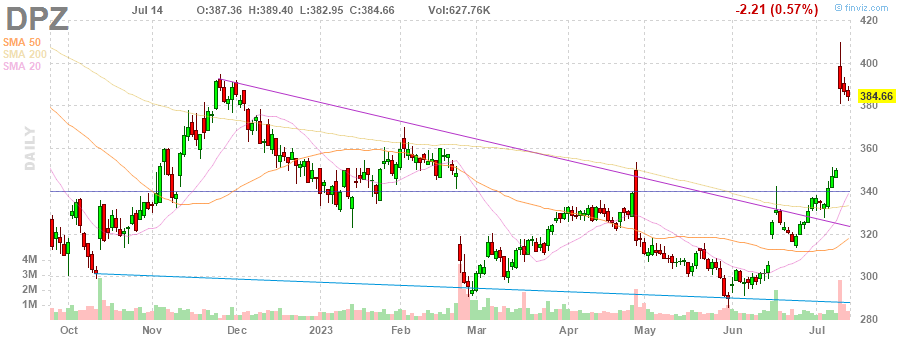 DPZ Jul 14 O:387.36 H:389.40 L:382.95 C:384.66 Vol:627.76K -2.21 (0.57%) © finviz.com
SMA 50
SMA 200
SMA 20
DAILY
420
400
384.66
380
360
340
320
300
280
4M
3M
2M
1M
Oct Nov Dec 2023 Feb Mar Apr May Jun Jul